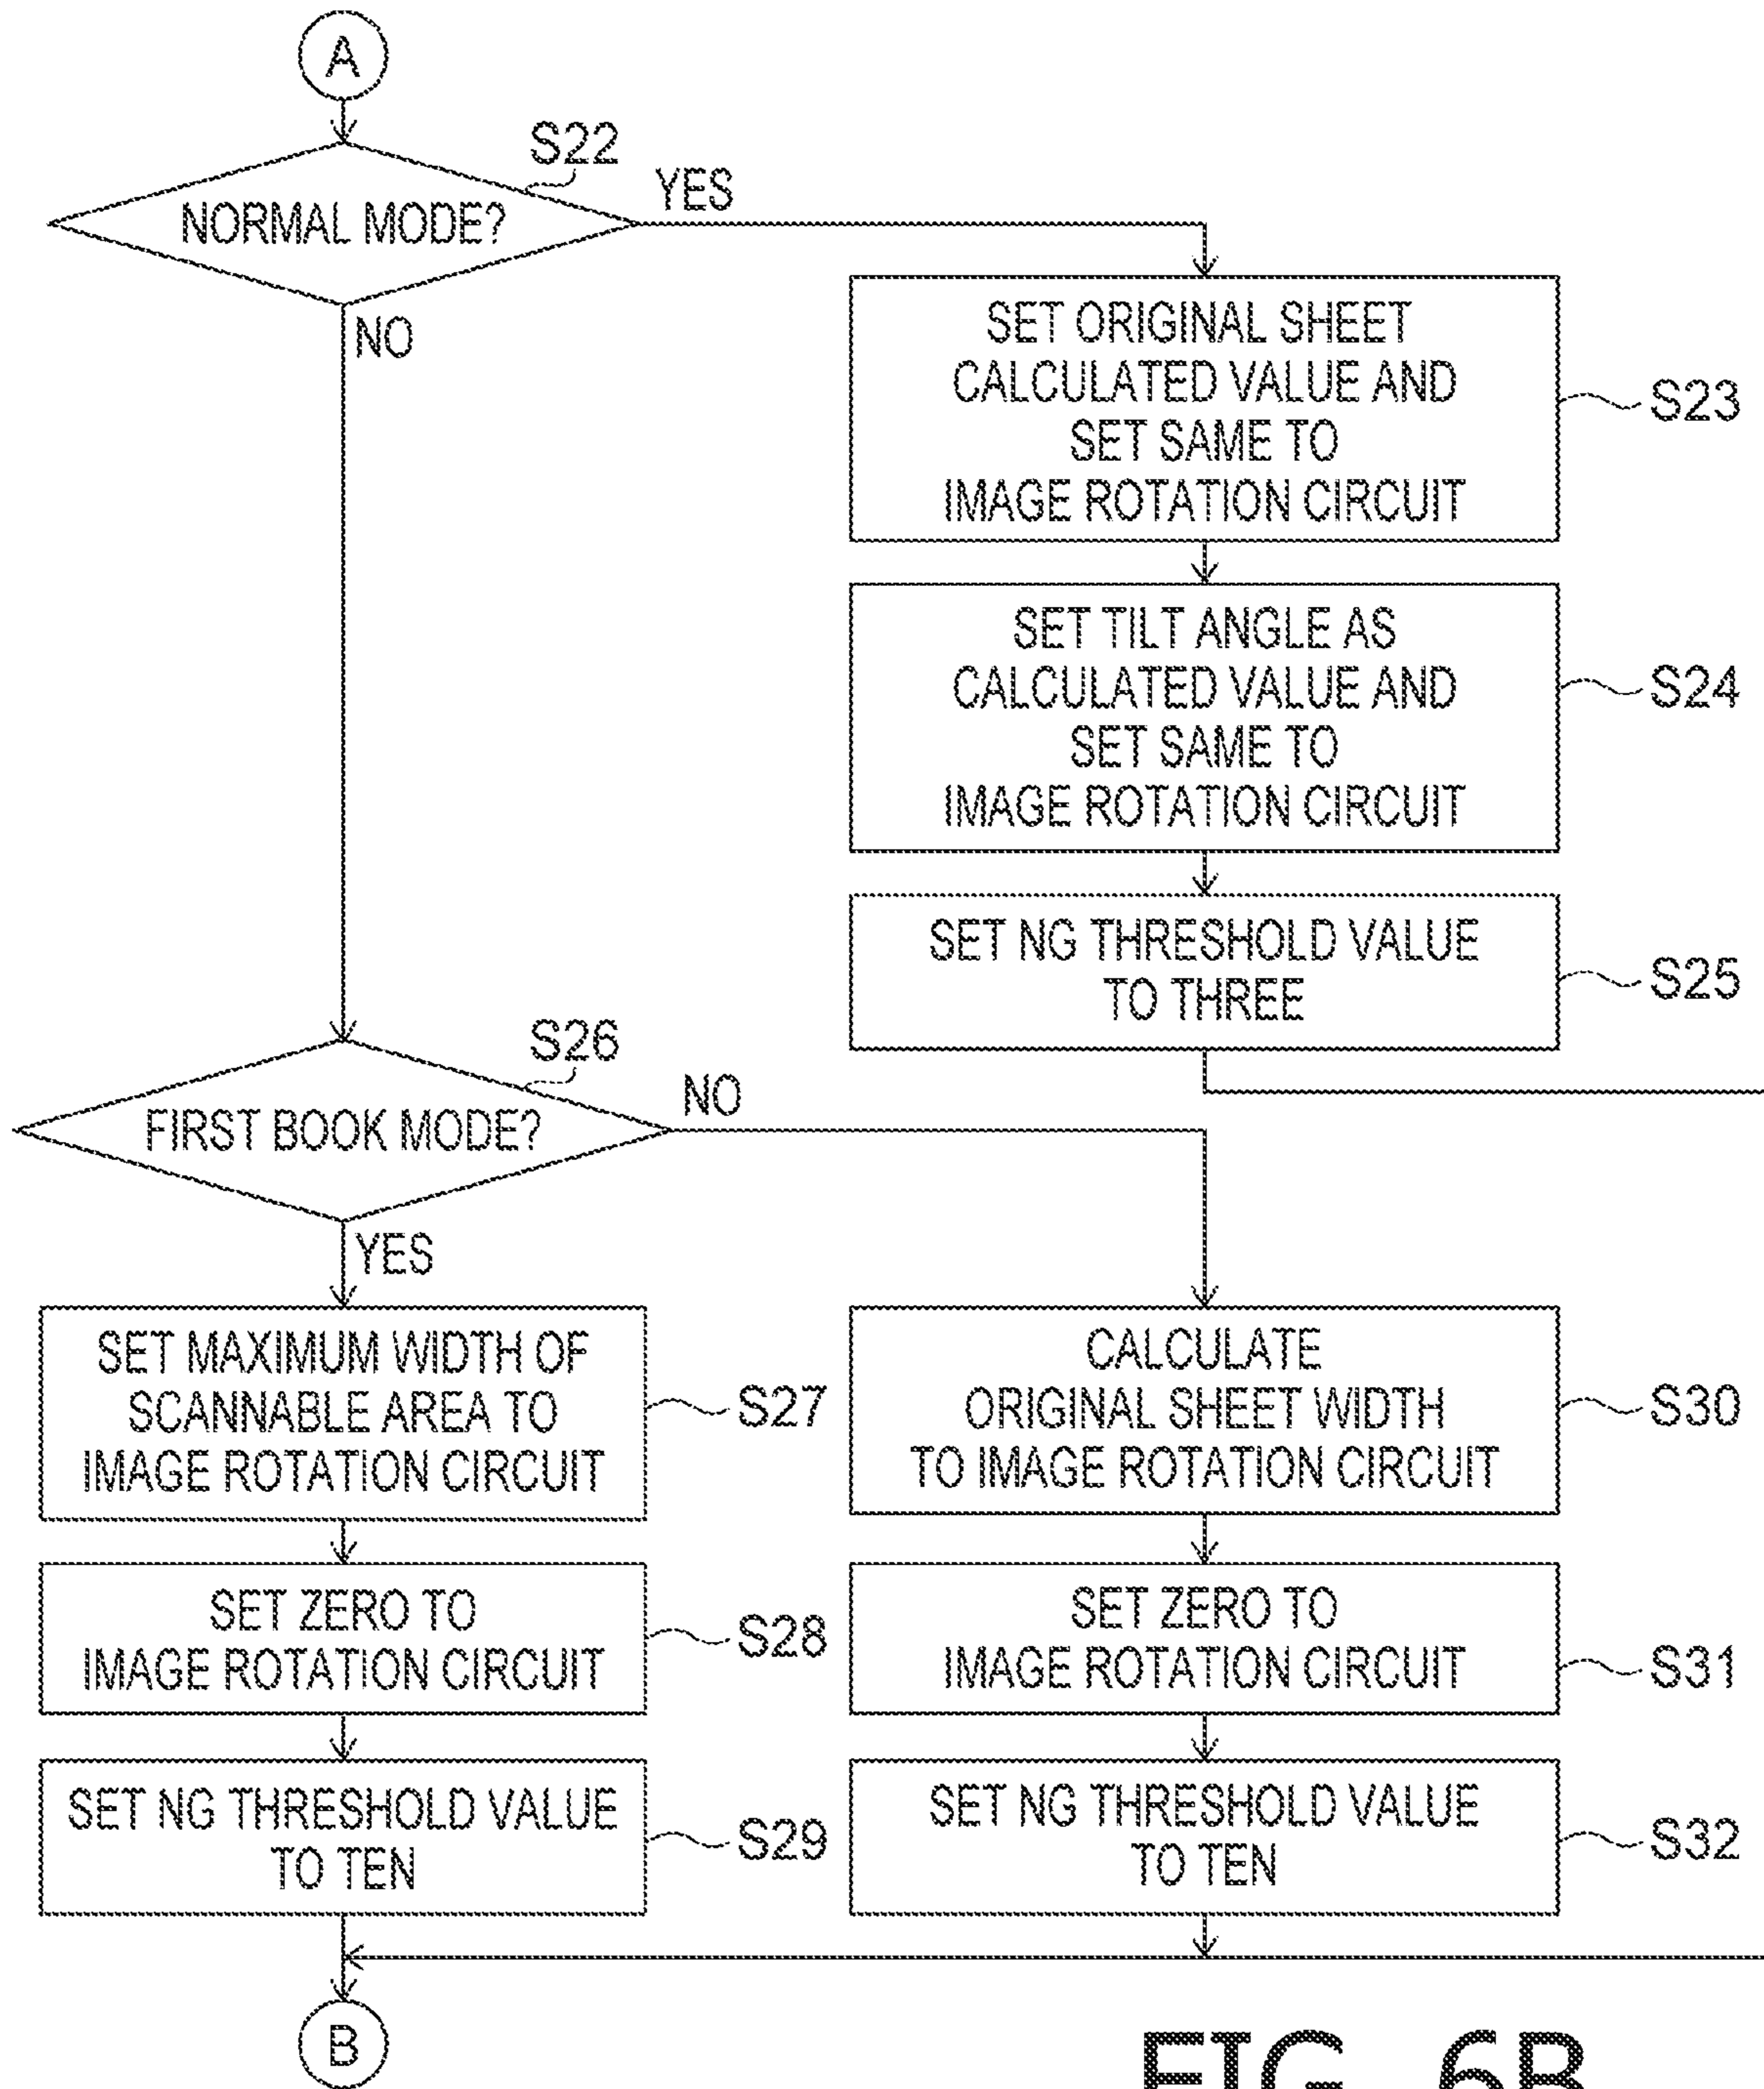 A
S22
NORMAL MODE?
YES
NO
SET ORIGINAL SHEET
CALCULATED VALUE AND
SET SAME TO
IMAGE ROTATION CIRCUIT
S23
SET TILT ANGLE AS
CALCULATED VALUE AND
SET SAME TO
IMAGE ROTATION CIRCUIT
S24
SET NG THRESHOLD VALUE
TO THREE
S25
S26
FIRST BOOK MODE?
NO
YES
SET MAXIMUM WIDTH OF
SCANNABLE AREA TO
IMAGE ROTATION CIRCUIT
S27
CALCULATE
ORIGINAL SHEET WIDTH
TO IMAGE ROTATION CIRCUIT
S30
SET ZERO TO
IMAGE ROTATION CIRCUIT
S28
SET ZERO TO
IMAGE ROTATION CIRCUIT
S31
SET NG THRESHOLD VALUE
TO TEN
S29
SET NG THRESHOLD VALUE
TO TEN
S32
B
FIG. 6B